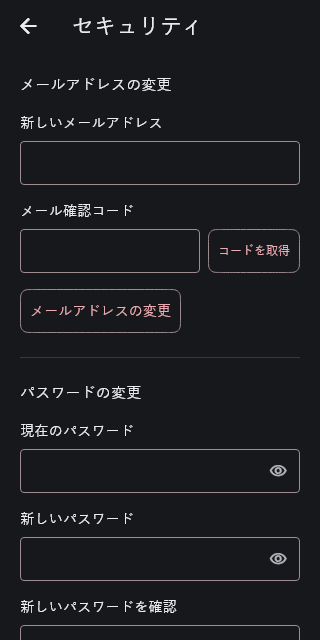 セキュリティ
メールアドレスの変更
新しいメールアドレス
メール確認コード
コードを取得
メールアドレスの変更
パスワードの変更
現在のパスワード
新しいパスワード
新しいパスワードを確認